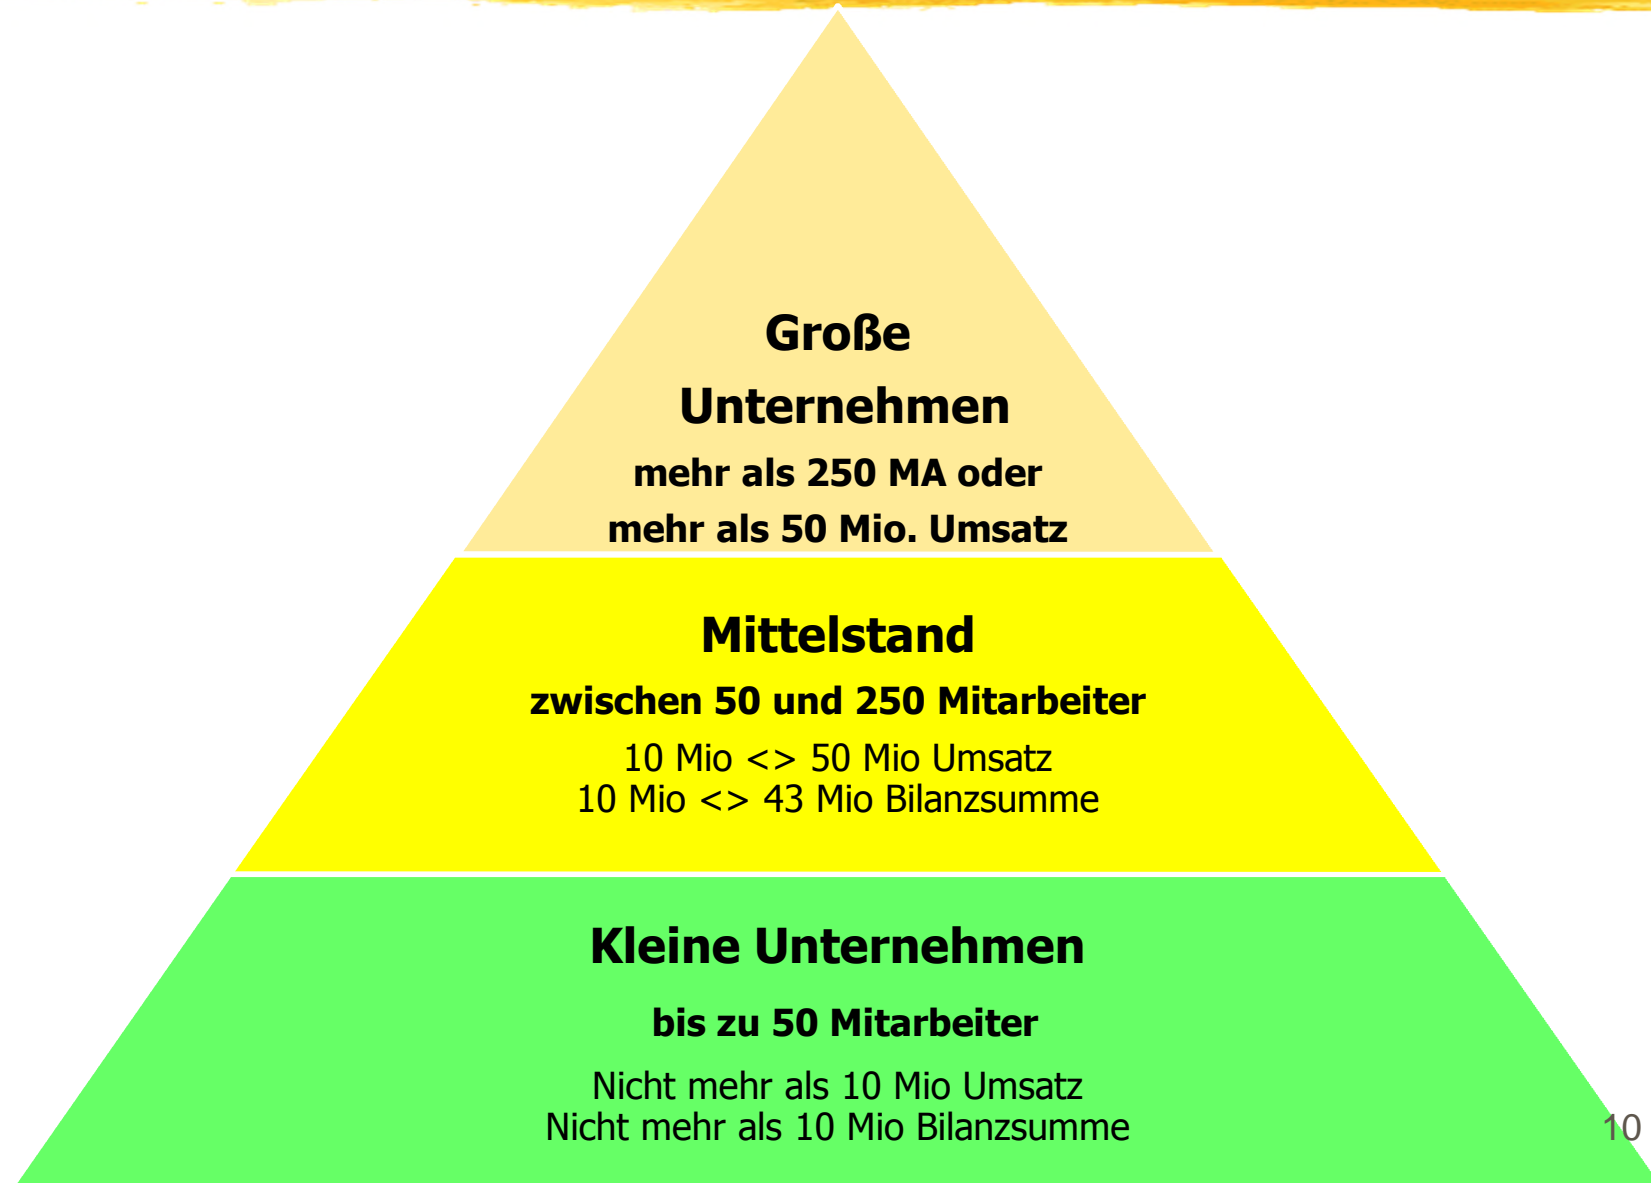 Große
Unternehmen
mehr als 250 MA oder
mehr als 50 Mio. Umsatz
Mittelstand
zwischen 50 und 250 Mitarbeiter
10 Mio <> 50 Mio Umsatz
10 Mio <> 43 Mio Bilanzsumme
Kleine Unternehmen
bis zu 50 Mitarbeiter
Nicht mehr als 10 Mio Umsatz
Nicht mehr als 10 Mio Bilanzsumme
10